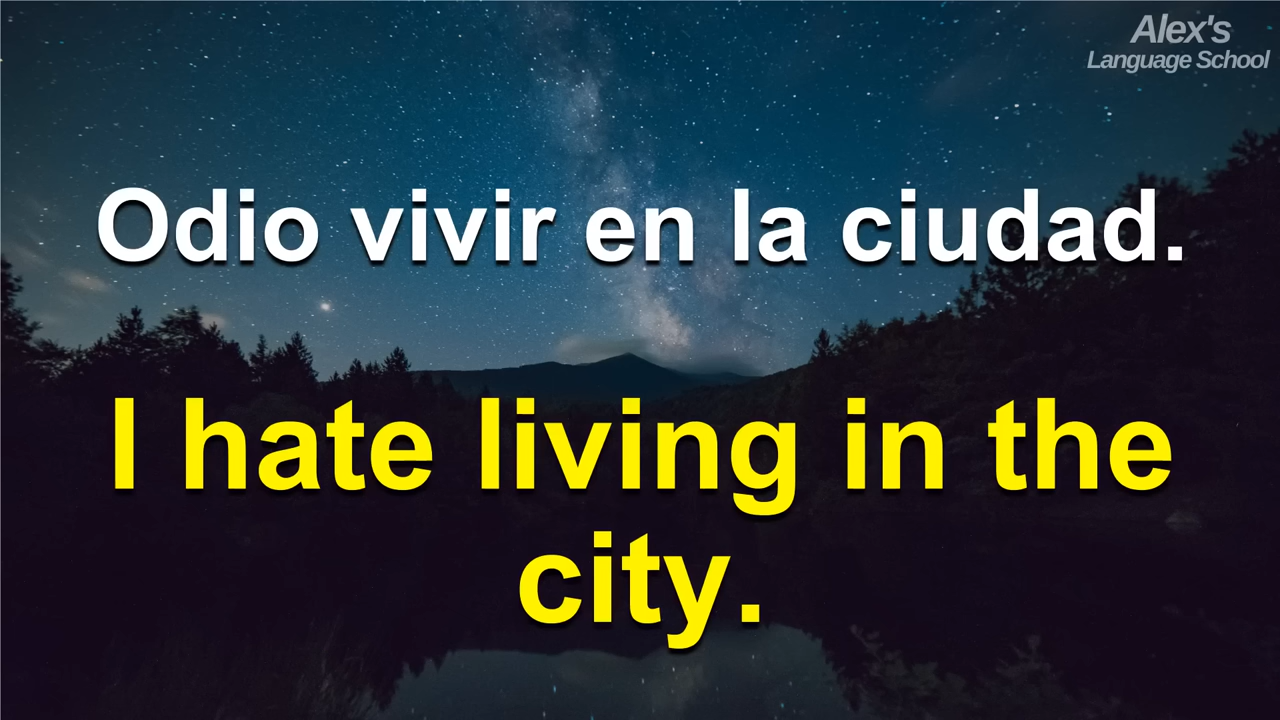 Alex's
Language School
Odio vivir en la ciudad.
I hate living in the
city.